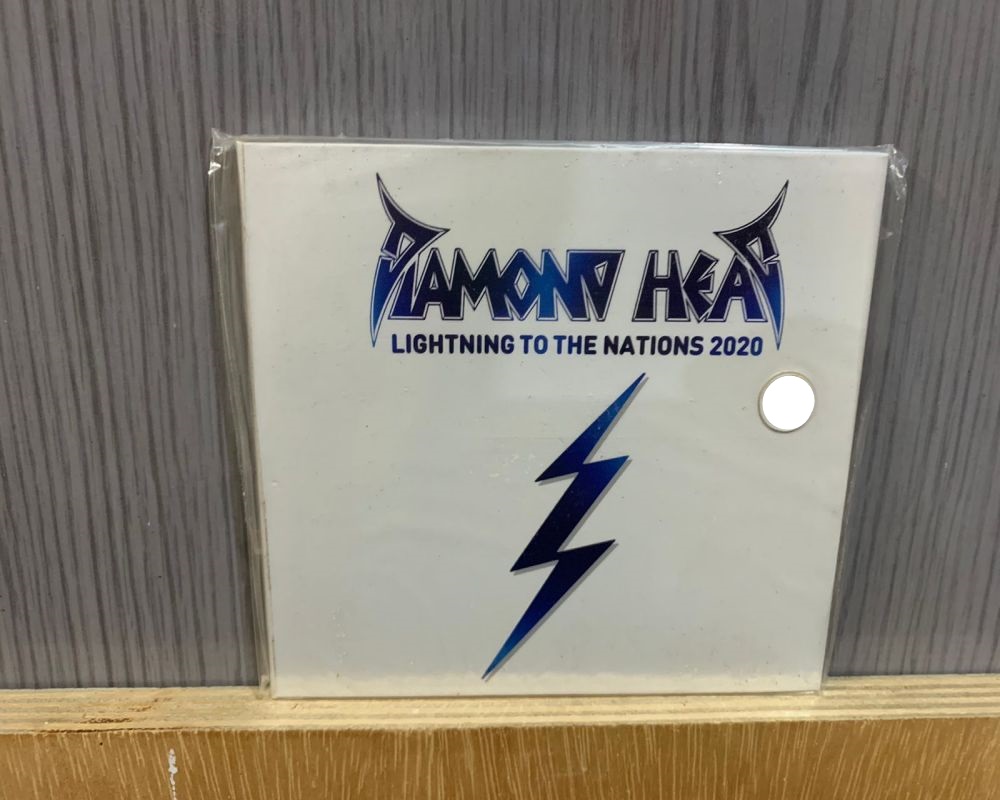 DIAMOND HEAD
LIGHTNING TO THE NATIONS 2020